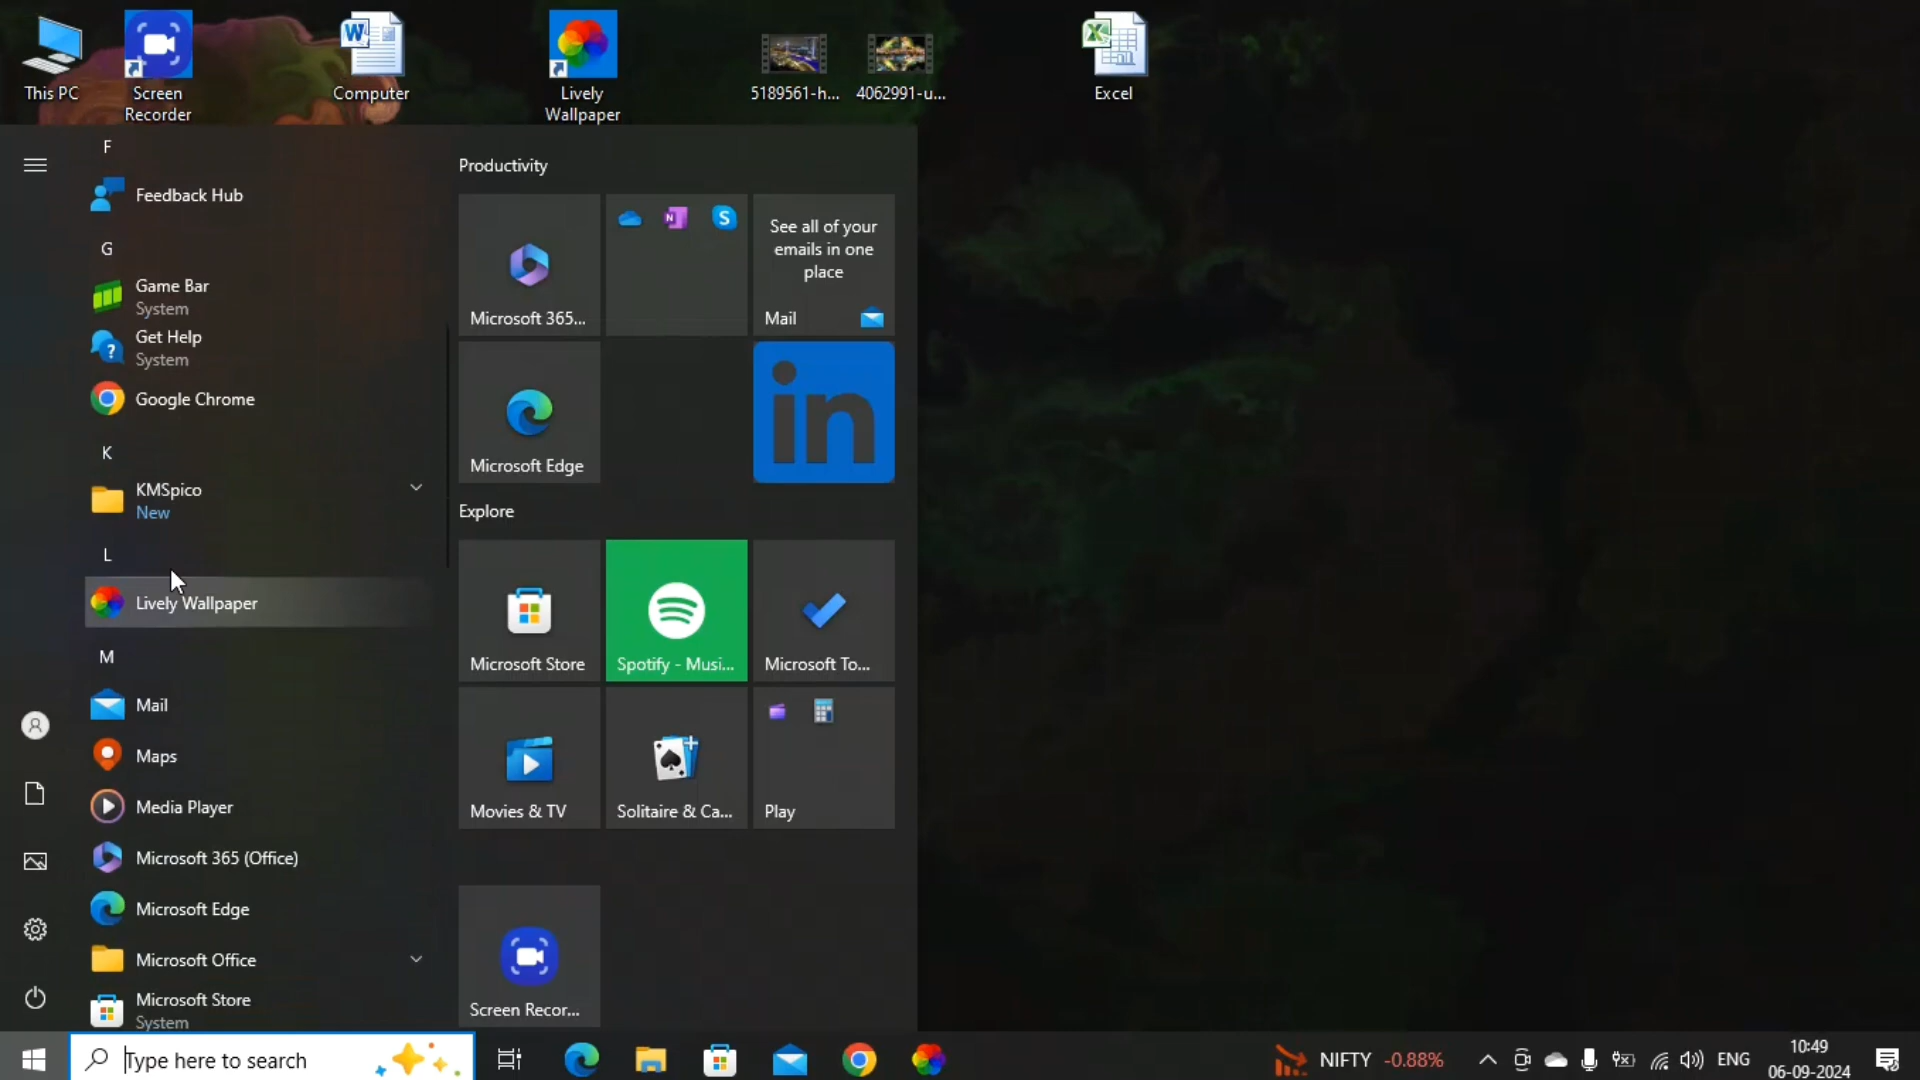 This PC
Screen
Recorder
Computer
Lively
Wallpaper
5189561-h...
4062991-u...
Excel
F
Feedback Hub
G
Game Bar
System
Get Help
System
Google Chrome
K
KMSpico
New
L
Lively Wallpaper
M
Mail
Maps
Media Player
Microsoft 365 (Office)
Microsoft Edge
Microsoft Office
Microsoft Store
System
Productivity
Microsoft 365...
See all of your
emails in one
place
Mail
Microsoft Edge
in
Explore
Microsoft Store
Spotify - Musi...
Microsoft To...
Movies & TV
Solitaire & Ca...
Play
Screen Recor...
Type here to search
NIFTY -0.88%
ENG
10:49
06-09-2024